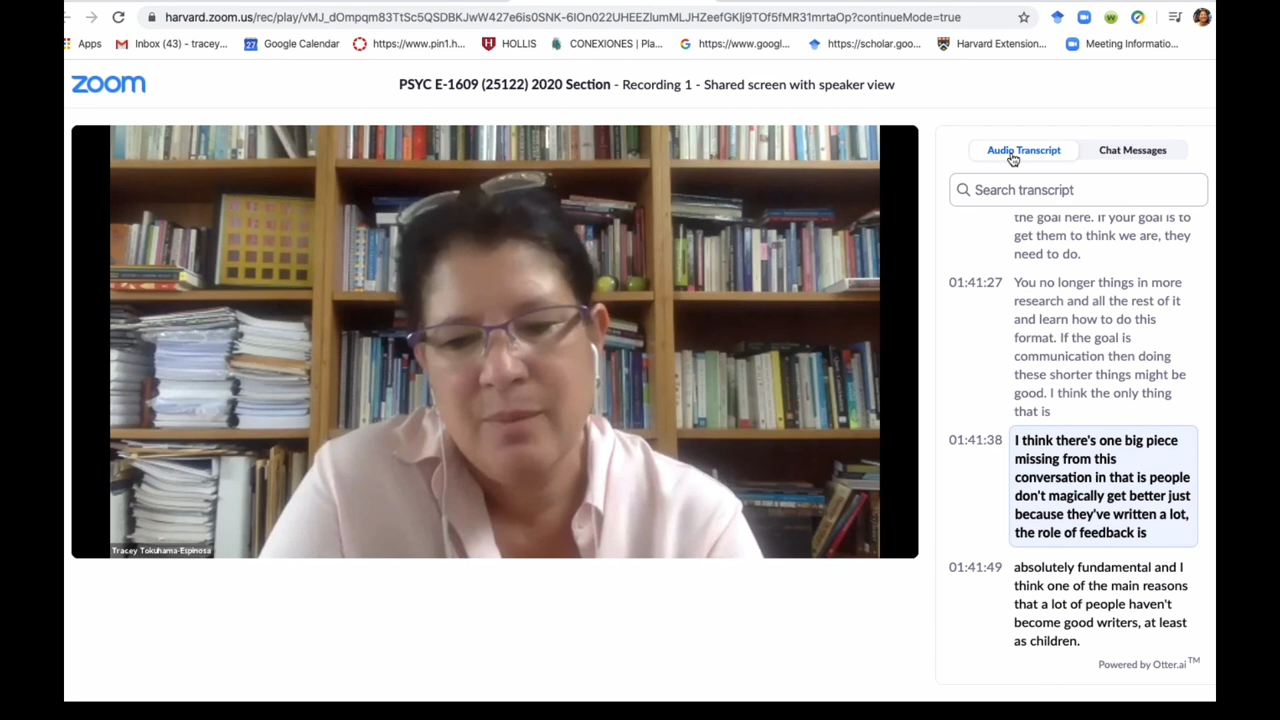 harvard.zoom.us/rec/play/vMJ_dOmpqm83TtSc5QSDBKJwW427e6is0SNK-6IOn022UHEEZlumMLJHZeefGKlj9TOf5fMR31mrtaOp?continueMode=true
Apps
Inbox (43) - tracey...
27
Google Calendar
https://www.pin1.h...
HOLLIS
CONEXIONES | Pla...
https://www.googl...
https://scholar.goo...
Harvard Extension...
Meeting Informatio...
zoom
PSYC E-1609 (25122) 2020 Section - Recording 1 - Shared screen with speaker view
Audio Transcript
Chat Messages
Search transcript
the goal here. If your goal is to
get them to think we are, they
need to do.
01:41:27
You no longer things in more
research and all the rest of it
and learn how to do this
format. If the goal is
communication then doing
these shorter things might be
good. I think the only thing
that is
01:41:38
I think there's one big piece
missing from this
conversation in that is people
don't magically get better just
because they've written a lot,
the role of feedback is
01:41:49
absolutely fundamental and I
think one of the main reasons
that a lot of people haven't
become good writers, at least
as children.
Tracey Tokuhama-Espinosa
Powered by Otter.ai™